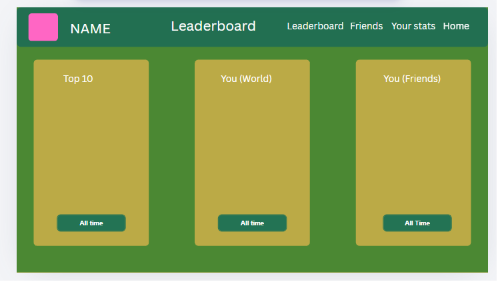 NAME
Leaderboard
Leaderboard Friends Your stats Home
Top 10
You (World)
You (Friends)
All time
All time
All Time